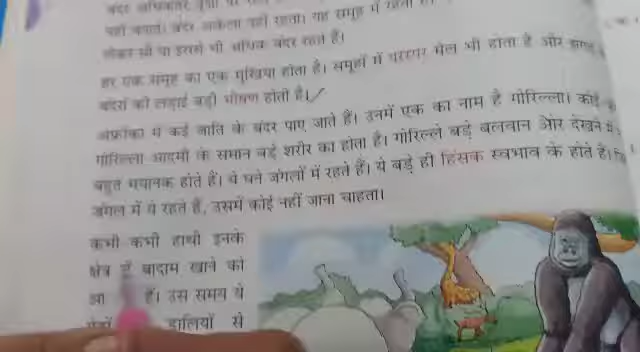 बंदर अधिकतर वृक्षों पर
नहीं बनाते। बंदर अकेला नहीं रहता। यह समूह में रहता है।
लेकर सौ या इससे भी अधिक बंदर रहते हैं।
हर एक समूह का एक मुखिया होता है। समूहों में परस्पर मेल भी होता है और झगड़ा
बंदरों की लड़ाई बड़ी भीषण होती है।
अफ्रीका में कई जाति के बंदर पाए जाते हैं। उनमें एक का नाम है गोरिल्ला। कोई
गोरिल्ला आदमी के समान बड़े शरीर का होता है। गोरिल्ले बड़े बलवान और देखने में
बहुत भयानक होते हैं। ये घने जंगलों में रहते हैं। ये बड़े ही हिंसक स्वभाव के होते हैं।
जंगल में ये रहते हैं, उसमें कोई नहीं जाना चाहता।
कभी कभी हाथी इनके
क्षेत्र में बादाम खाने को
आ हैं। उस समय ये
डालियों से